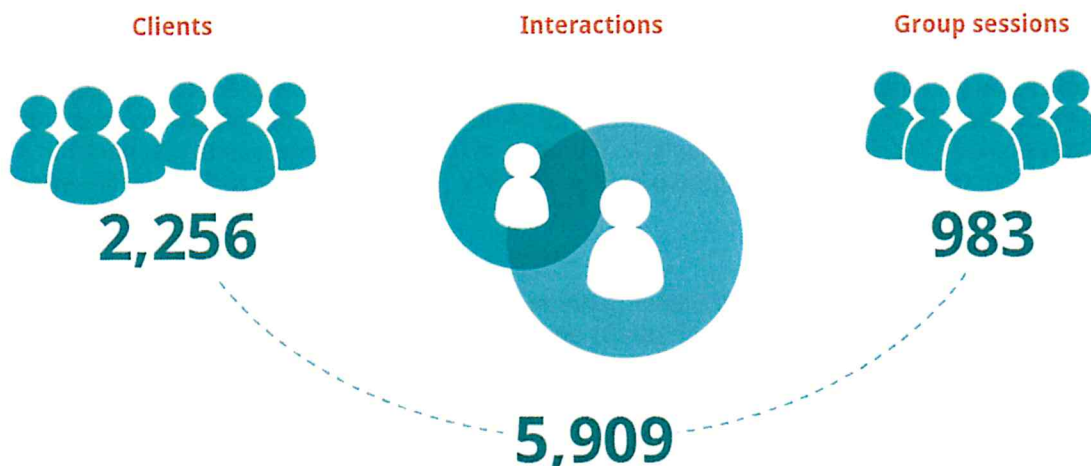 Clients
Interactions
Group sessions
2,256
983
5,909